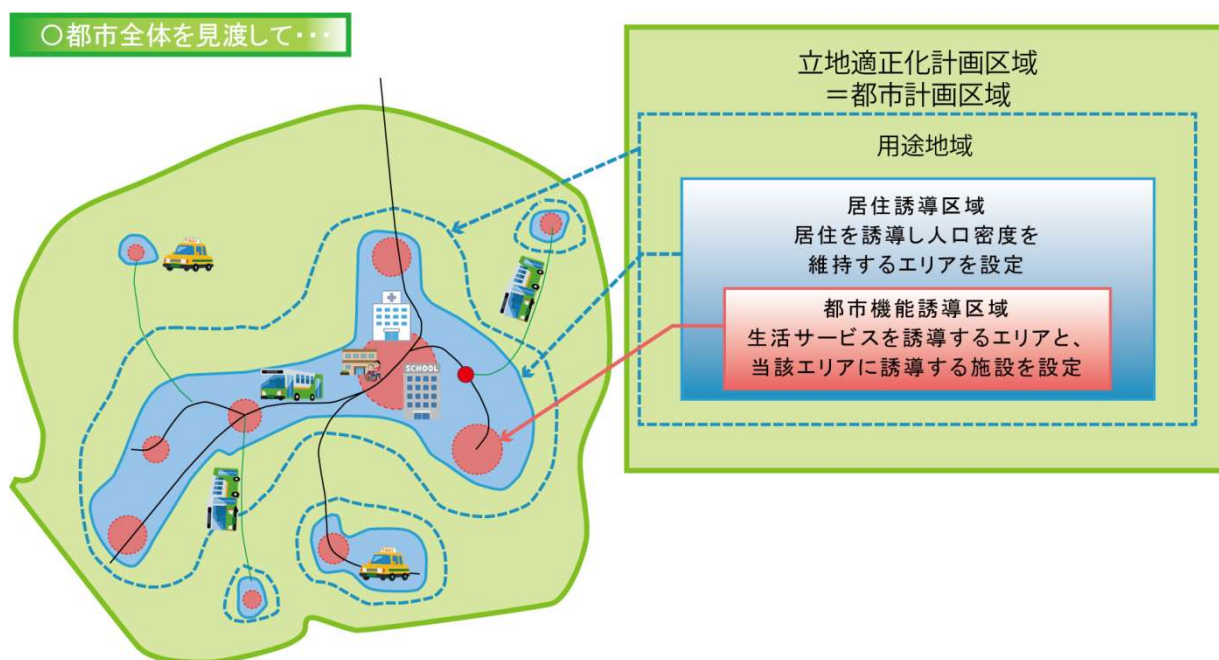 ○都市全体を見渡して・・・
立地適正化計画区域
＝都市計画区域
用途地域
居住誘導区域
居住を誘導し人口密度を
維持するエリアを設定
都市機能誘導区域
生活サービスを誘導するエリアと、
当該エリアに誘導する施設を設定
SCHOOL